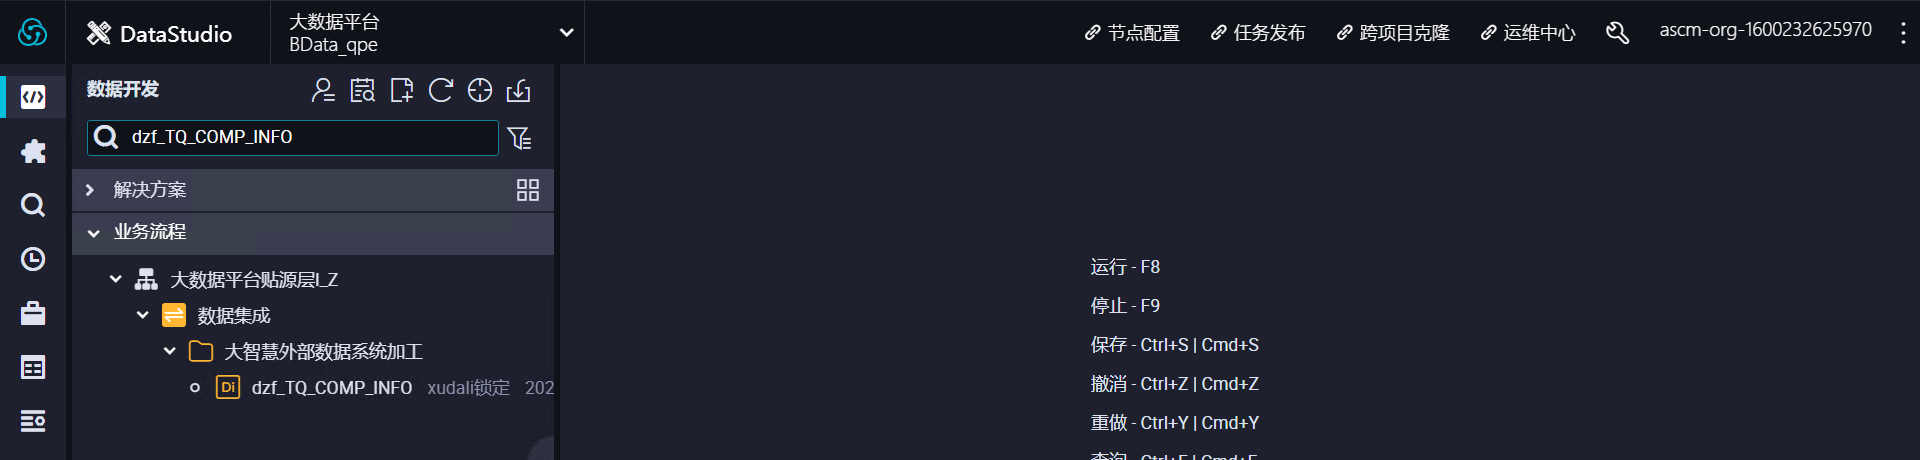 DataStudio
大数据平台
BData_qpe
节点配置
任务发布
跨项目克隆
运维中心
ascm-org-1600232625970
数据开发
dzf_TQ_COMP_INFO
解决方案
业务流程
大数据平台贴源层I_Z
数据集成
大智慧外部数据系统加工
Di dzf_TQ_COMP_INFO xudali锁定 202
运行 - F8
停止 - F9
保存 - Ctrl+S | Cmd+S
撤消 - Ctrl+Z | Cmd+Z
重做 - Ctrl+Y | Cmd+Y